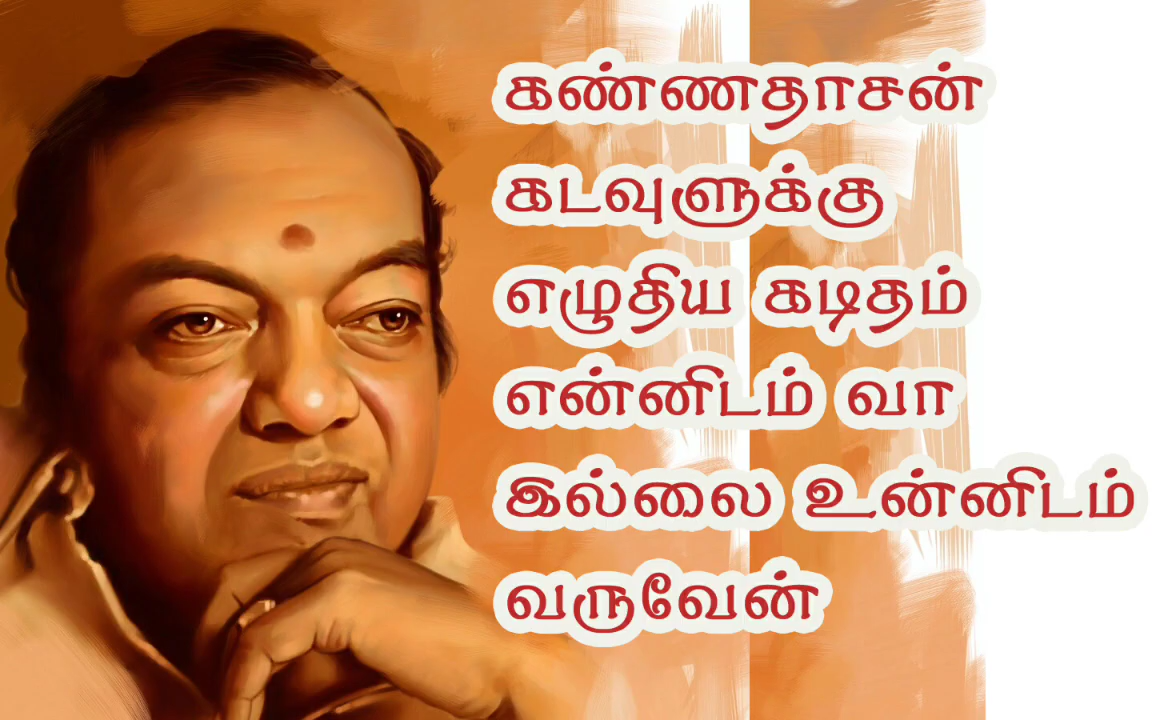 கண்ணதாசன்
கடவுளுக்கு
எழுதிய கடிதம்
என்னிடம் வா
இல்லை உன்னிடம்
வருவேன்